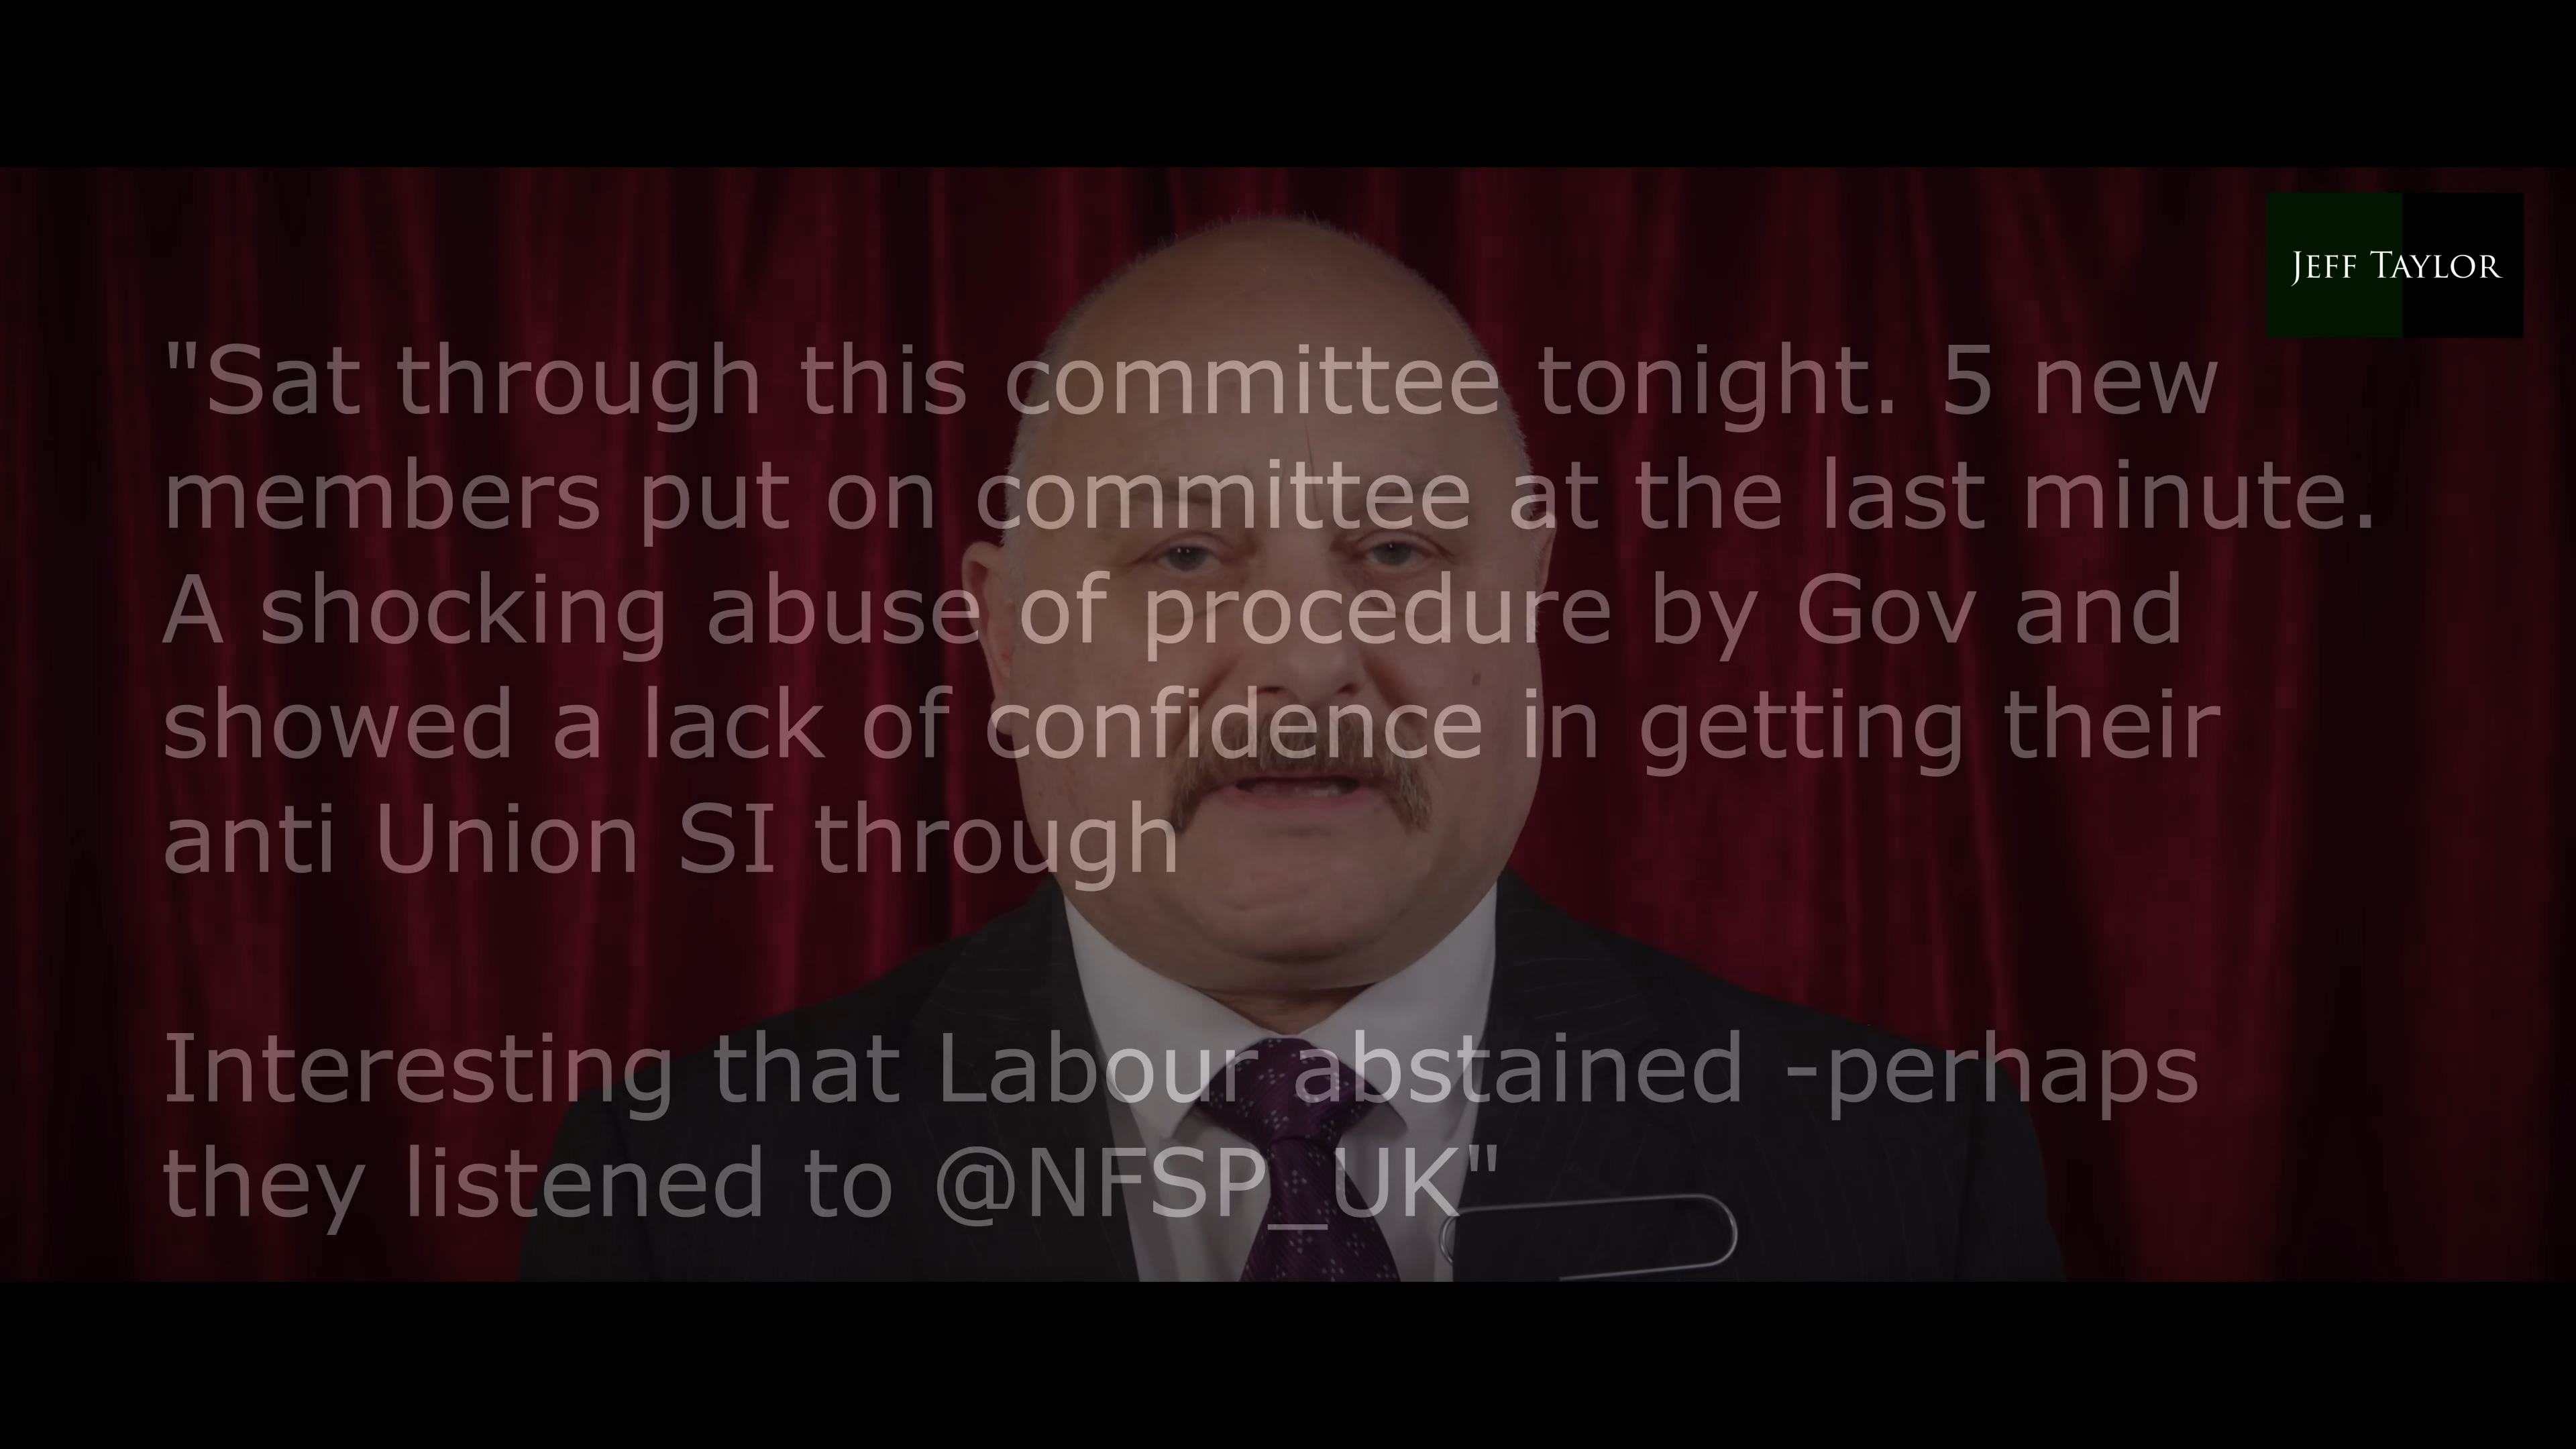 JEFF TAYLOR
"Sat through this committee tonight. 5 new
members put on committee at the last minute.
A shocking abuse of procedure by Gov and
showed a lack of confidence in getting their
anti Union SI through
Interesting that Labour abstained -perhaps
they listened to @NFSP_UK"